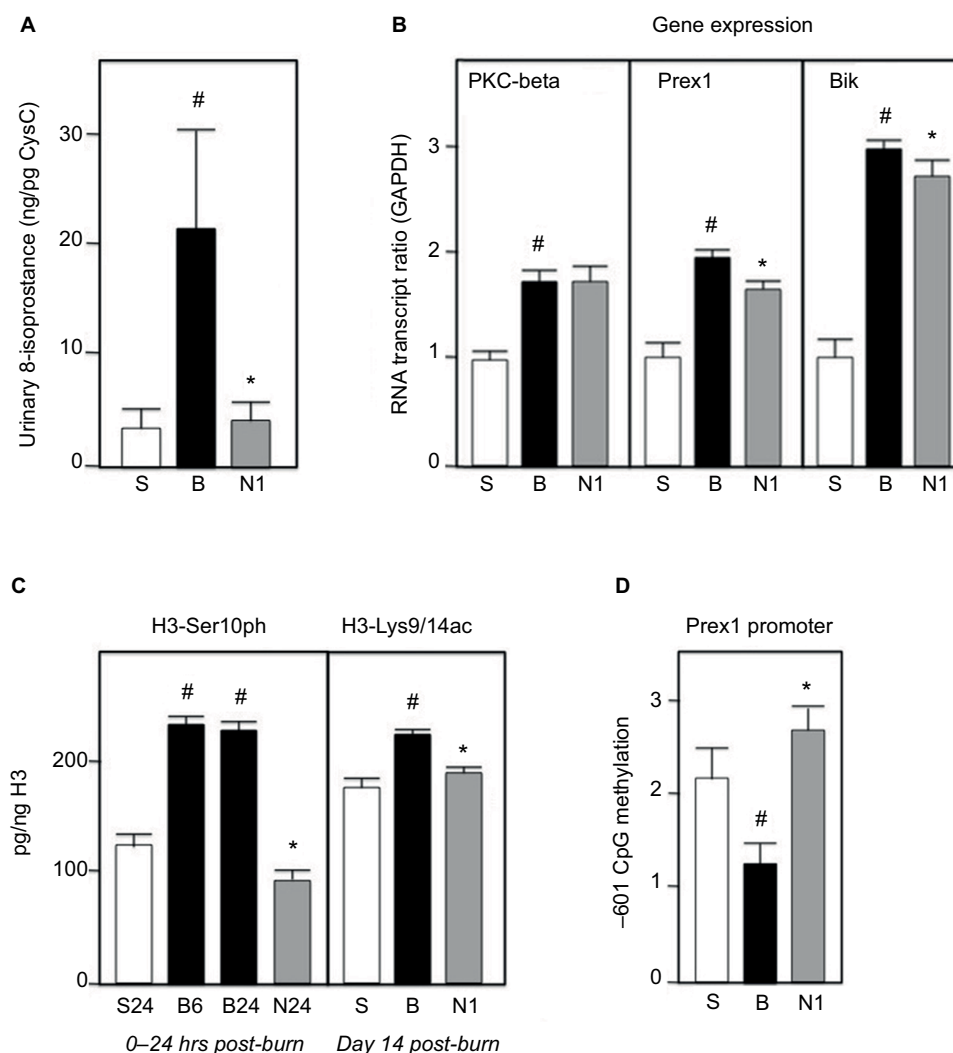 A
Urinary 8-isoprostance (ng/pg CysC)
30
20
10
0
#
*
S B N1
B
Gene expression
RNA transcript ratio (GAPDH)
3
2
1
0
PKC-beta Prex1 Bik
#
# *
# *
S B N1 S B N1 S B N1
C
H3-Ser10ph H3-Lys9/14ac
pg/ng H3
200
100
0
# # *
# *
S24 B6 B24 N24 S B N1
0–24 hrs post-burn Day 14 post-burn
D
Prex1 promoter
–601 CpG methylation
3
2
1
0
# *
S B N1